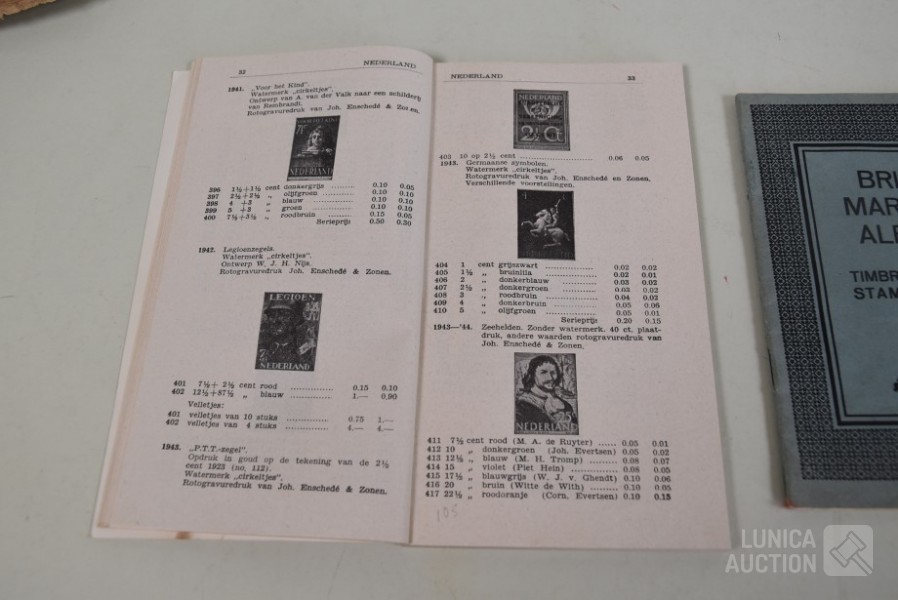 32 NEDERLAND
1941. „Voor het Kind".
Watermerk „cirkeltjes".
Ontwerp van A. van der Valk naar een schilderij
van Rembrandt.
Rotogravuredruk van Joh. Enschedé & Zonen.
NEDERLAND
396 1½+1½ cent donkergrijs .......... 0.10 0.05
397 2½+2½ „ olijfgroen .......... 0.10 0.10
398 4 +3 „ blauw .......... 0.10 0.10
399 5 +3 „ groen .......... 0.10 0.10
400 7½+3½ „ roodbruin .......... 0.15 0.05
Serieprijs 0.50 0.30
1942. Legioenzegels.
Watermerk „cirkeltjes".
Ontwerp W. J. H. Nijs.
Rotogravuredruk Joh. Enschedé & Zonen.
LEGIOEN
NEDERLAND
401 7½+ 2½ cent rood .............. 0.15 0.10
402 12½+87½ „ blauw .............. 1.— 0.90
Velletjes:
401 velletjes van 10 stuks .............. 0.75 1.—
402 velletjes van 4 stuks .............. 4.— 4.—
1943. „P.T.T.-zegel".
Opdruk in goud op de tekening van de 2½
cent 1923 (no. 112).
Watermerk „cirkeltjes".
Rotogravuredruk van Joh. Enschedé & Zonen.
NEDERLAND 33
NEDERLAND
403 10 op 2½ cent .......................... 0.06 0.05
1943. Germaanse symbolen.
Watermerk „cirkeltjes".
Rotogravuredruk van Joh. Enschedé en Zonen.
Verschillende voorstellingen.
404 1 cent grijszwart .................. 0.02 0.02
405 1½ „ bruinlila .................. 0.02 0.01
406 2 „ donkerblauw .................. 0.03 0.02
407 2½ „ donkergroen .................. 0.03 0.02
408 3 „ roodbruin .................. 0.04 0.02
409 4 „ donkerbruin .................. 0.05 0.06
410 5 „ olijfgroen .................. 0.05 0.01
Serieprijs 0.20 0.15
1943—'44. Zeehelden. Zonder watermerk. 40 ct. plaat-
druk, andere waarden rotogravuredruk van
Joh. Enschedé & Zonen.
25
NEDERLAND
411 7½ cent rood (M. A. de Ruyter) ...... 0.05 0.01
412 10 „ donkergroen (Joh. Evertsen) 0.05 0.02
413 12½ „ blauw (M. H. Tromp) ......... 0.08 0.07
414 15 „ violet (Piet Hein) ......... 0.08 0.05
415 17½ „ blauwgrijs (W. J. v. Ghendt) 0.10 0.06
416 20 „ bruin (Witte de With) ......... 0.10 0.05
417 22½ „ roodoranje (Corn. Evertsen) 0.10 0.15
105
BRI
MAR
ALB
TIMBR
STAM
LUNICA
AUCTION